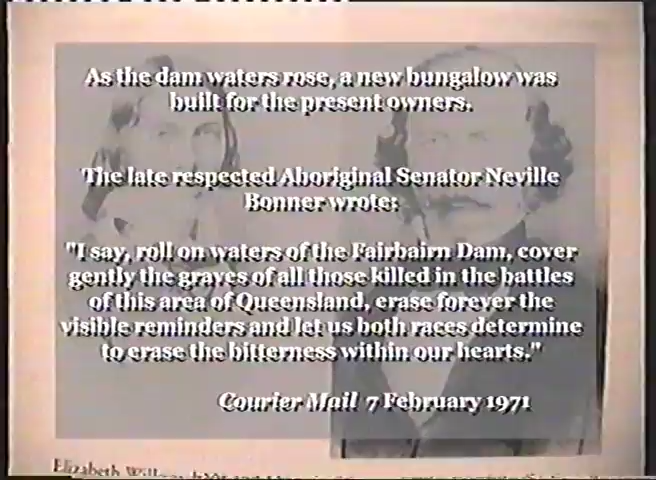 As the dam waters rose, a new bungalow was
built for the present owners.
The late respected Aboriginal Senator Neville
Bonner wrote:
"I say, roll on waters of the Fairbairn Dam, cover
gently the graves of all those killed in the battles
of this area of Queensland, erase forever the
visible reminders and let us both races determine
to erase the bitterness within our hearts."
Courier Mail 7 February 1971
Elizabeth